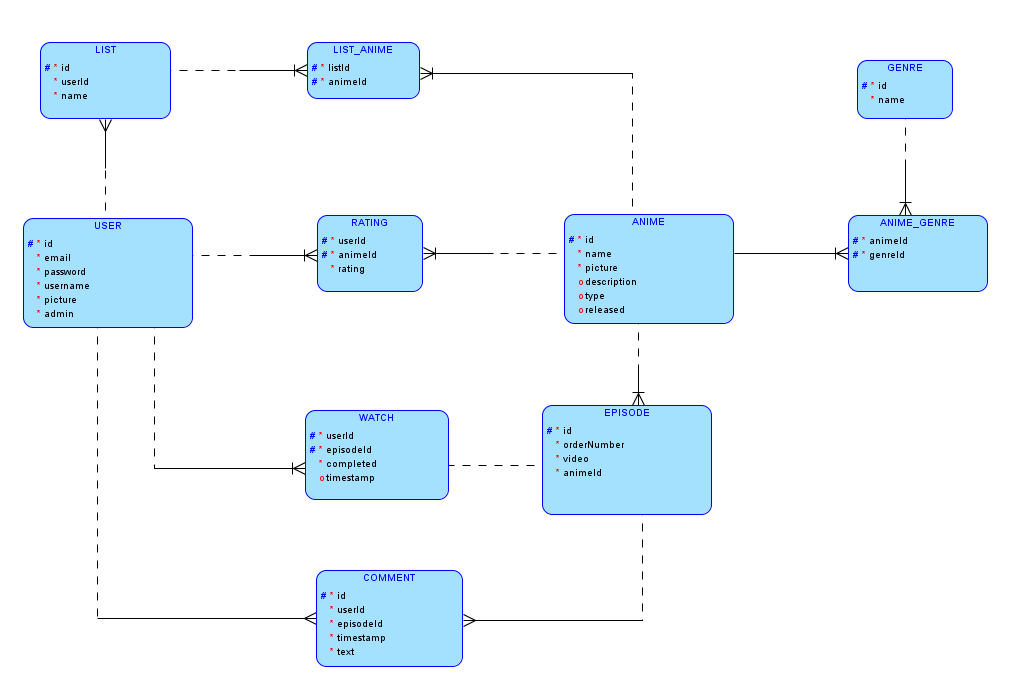 LIST
# * id
* userId
* name
LIST_ANIME
# * listId
# * animeId
GENRE
# * id
* name
USER
# * id
* email
* password
* username
* picture
* admin
RATING
# * userId
# * animeId
* rating
ANIME
# * id
* name
* picture
o description
o type
o released
ANIME_GENRE
# * animeId
# * genreId
WATCH
# * userId
# * episodeId
* completed
o timestamp
EPISODE
# * id
* orderNumber
* video
* animeId
COMMENT
# * id
* userId
* episodeId
* timestamp
* text